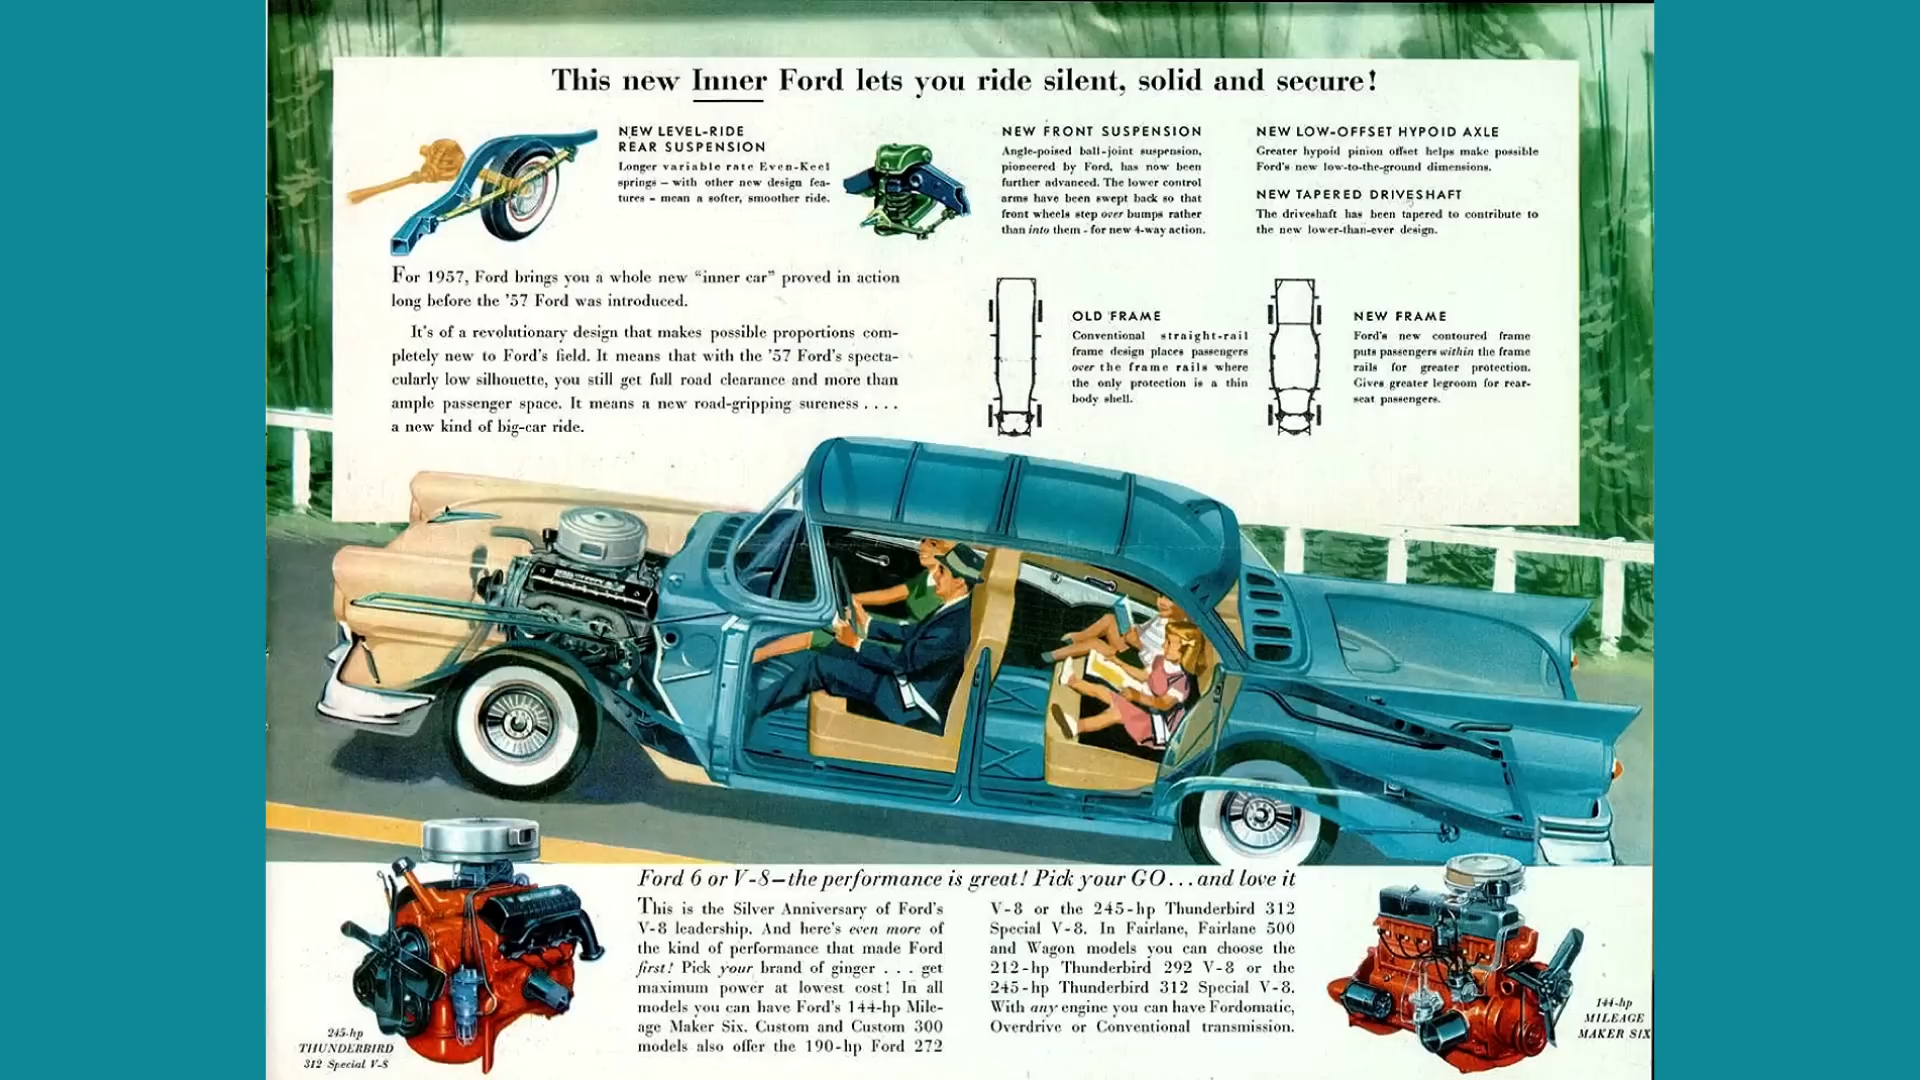 This new Inner Ford lets you ride silent, solid and secure!
NEW LEVEL-RIDE
REAR SUSPENSION
Longer variable rate Even-Keel
springs – with other new design fea-
tures – mean a softer, smoother ride.
NEW FRONT SUSPENSION
Angle-poised ball-joint suspension,
pioneered by Ford, has now been
further advanced. The lower control
arms have been swept back so that
front wheels step over bumps rather
than into them - for new 4-way action.
NEW LOW-OFFSET HYPOID AXLE
Greater hypoid pinion offset helps make possible
Ford's new low-to-the-ground dimensions.
NEW TAPERED DRIVESHAFT
The driveshaft has been tapered to contribute to
the new lower-than-ever design.
For 1957, Ford brings you a whole new "inner car" proved in action
long before the '57 Ford was introduced.
It's of a revolutionary design that makes possible proportions com-
pletely new to Ford's field. It means that with the '57 Ford's specta-
cularly low silhouette, you still get full road clearance and more than
ample passenger space. It means a new road-gripping sureness . . . .
a new kind of big-car ride.
OLD FRAME
Conventional straight-rail
frame design places passengers
over the frame rails where
the only protection is a thin
body shell.
NEW FRAME
Ford's new contoured frame
puts passengers within the frame
rails for greater protection.
Gives greater legroom for rear-
seat passengers.
Ford 6 or V-8—the performance is great! Pick your GO...and love it
This is the Silver Anniversary of Ford's
V-8 leadership. And here's even more of
the kind of performance that made Ford
first! Pick your brand of ginger . . . get
maximum power at lowest cost! In all
models you can have Ford's 144-hp Mile-
age Maker Six. Custom and Custom 300
models also offer the 190-hp Ford 272
V-8 or the 245-hp Thunderbird 312
Special V-8. In Fairlane, Fairlane 500
and Wagon models you can choose the
212-hp Thunderbird 292 V-8 or the
245-hp Thunderbird 312 Special V-8.
With any engine you can have Fordomatic,
Overdrive or Conventional transmission.
245-hp
THUNDERBIRD
312 Special V-8
144-hp
MILEAGE
MAKER SIX